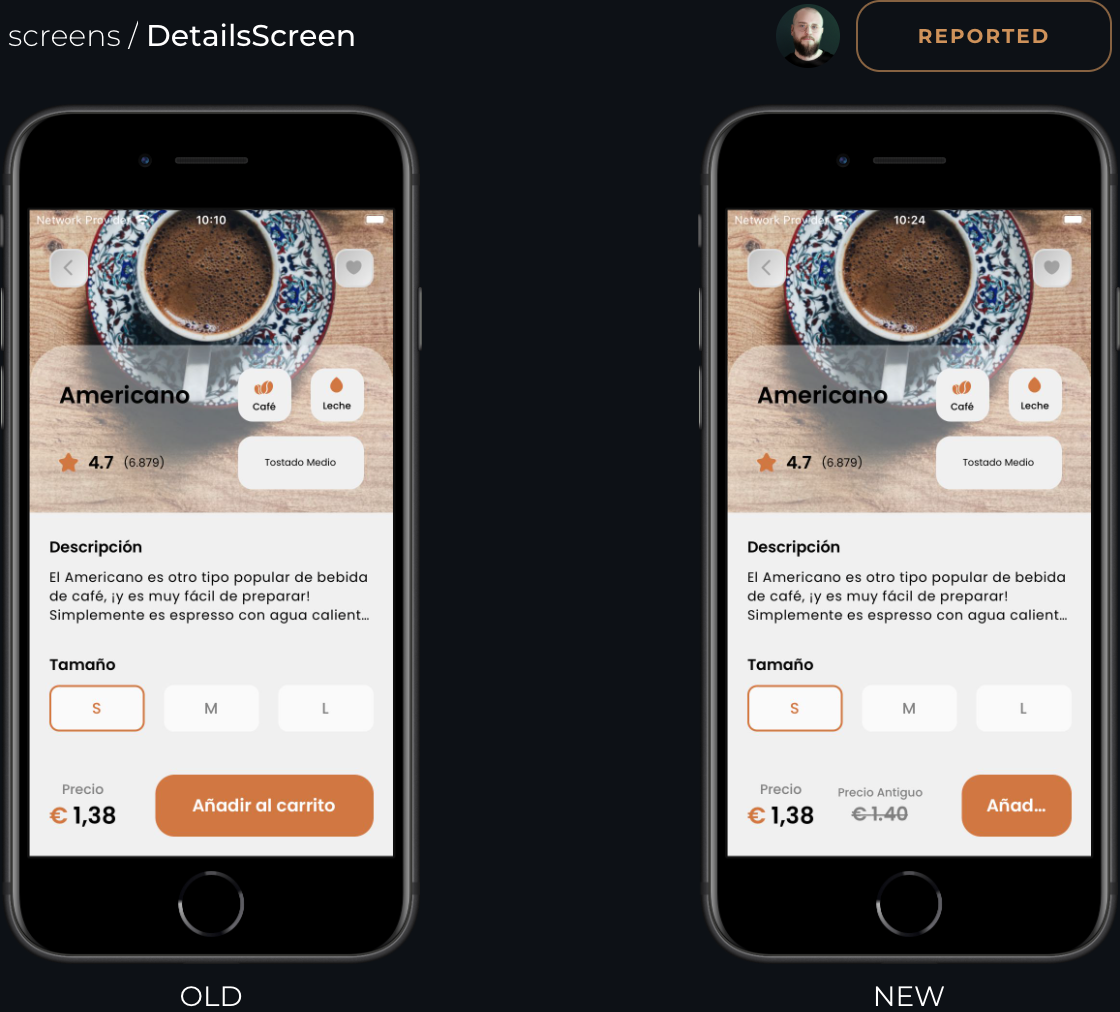 screens / DetailsScreen
REPORTED
Network Provider 10:10
Americano
Café
Leche
4.7 (6.879)
Tostado Medio
Descripción
El Americano es otro tipo popular de bebida
de café, ¡y es muy fácil de preparar!
Simplemente es espresso con agua calient...
Tamaño
S M L
Precio
€ 1,38
Añadir al carrito
OLD
Network Provider 10:24
Americano
Café
Leche
4.7 (6.879)
Tostado Medio
Descripción
El Americano es otro tipo popular de bebida
de café, ¡y es muy fácil de preparar!
Simplemente es espresso con agua calient...
Tamaño
S M L
Precio
€ 1,38
Precio Antiguo
€ 1.40
Añad...
NEW